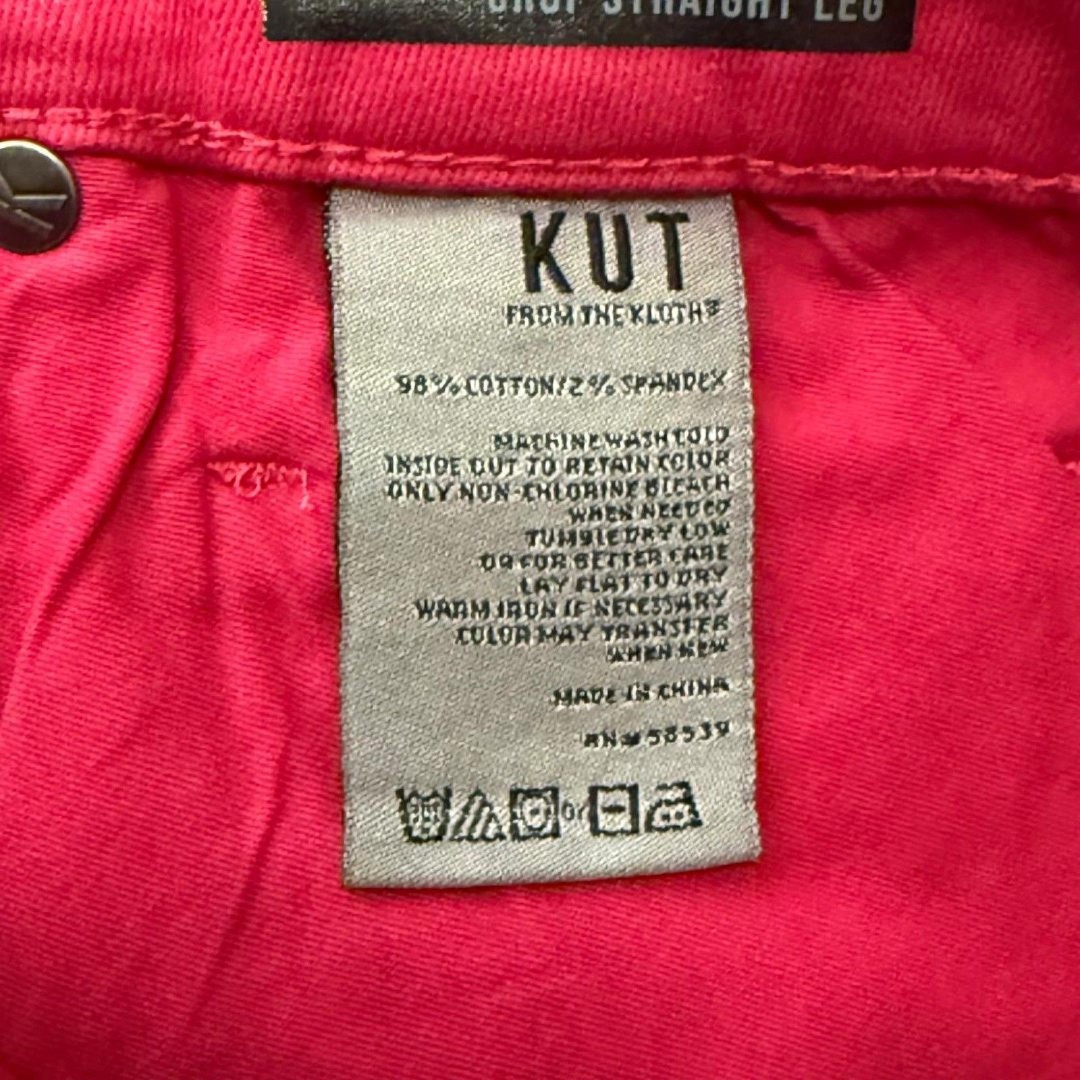 CROP STRAIGHT LEG
KUT
FROM THE KLOTH®
98% COTTON/2% SPANDEX
MACHINE WASH COLD
INSIDE OUT TO RETAIN COLOR
ONLY NON-CHLORINE BLEACH
WHEN NEEDED
TUMBLE DRY LOW
OR FOR BETTER CARE
LAY FLAT TO DRY
WARM IRON IF NECESSARY
COLOR MAY TRANSFER
WHEN NEW
MADE IN CHINA
RN# 58539
or